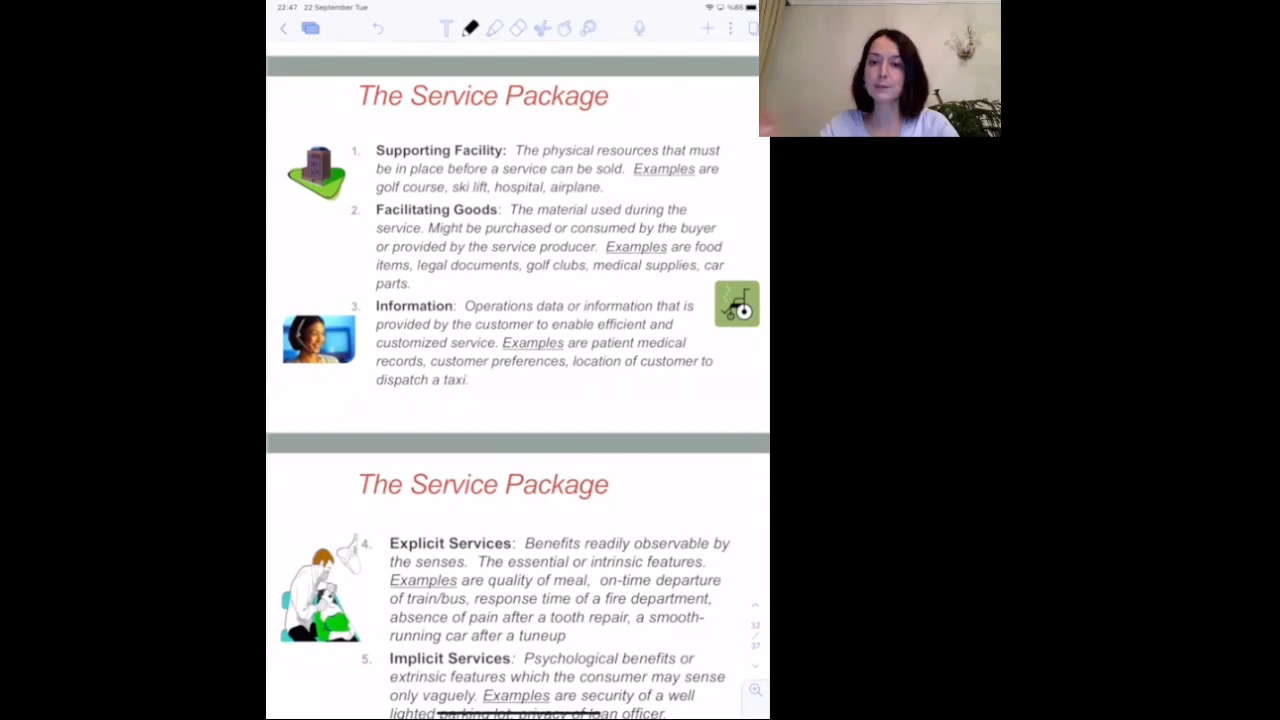 22:47 22 September Tue
%85
The Service Package
1. Supporting Facility: The physical resources that must
be in place before a service can be sold. Examples are
golf course, ski lift, hospital, airplane.
2. Facilitating Goods: The material used during the
service. Might be purchased or consumed by the buyer
or provided by the service producer. Examples are food
items, legal documents, golf clubs, medical supplies, car
parts.
3. Information: Operations data or information that is
provided by the customer to enable efficient and
customized service. Examples are patient medical
records, customer preferences, location of customer to
dispatch a taxi.
The Service Package
4. Explicit Services: Benefits readily observable by
the senses. The essential or intrinsic features.
Examples are quality of meal, on-time departure
of train/bus, response time of a fire department,
absence of pain after a tooth repair, a smooth-
running car after a tuneup
5. Implicit Services: Psychological benefits or
extrinsic features which the consumer may sense
only vaguely. Examples are security of a well
lighted parking lot, privacy of loan officer.
32
/
37